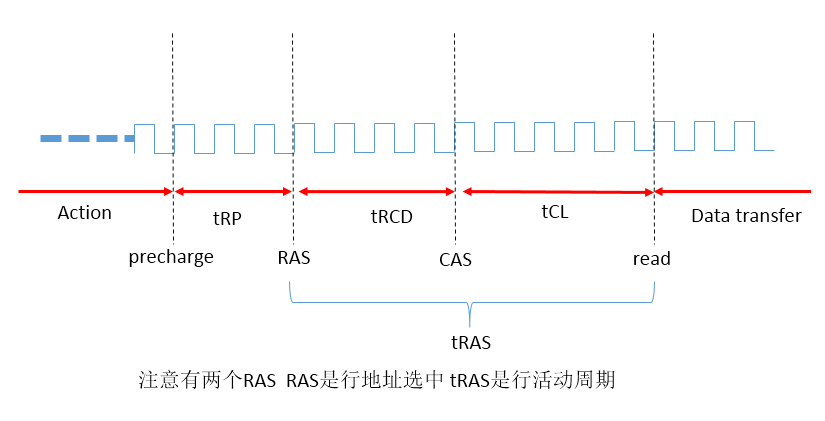 Action
tRP
tRCD
tCL
Data transfer
precharge
RAS
CAS
read
tRAS
注意有两个RAS RAS是行地址选中 tRAS是行活动周期